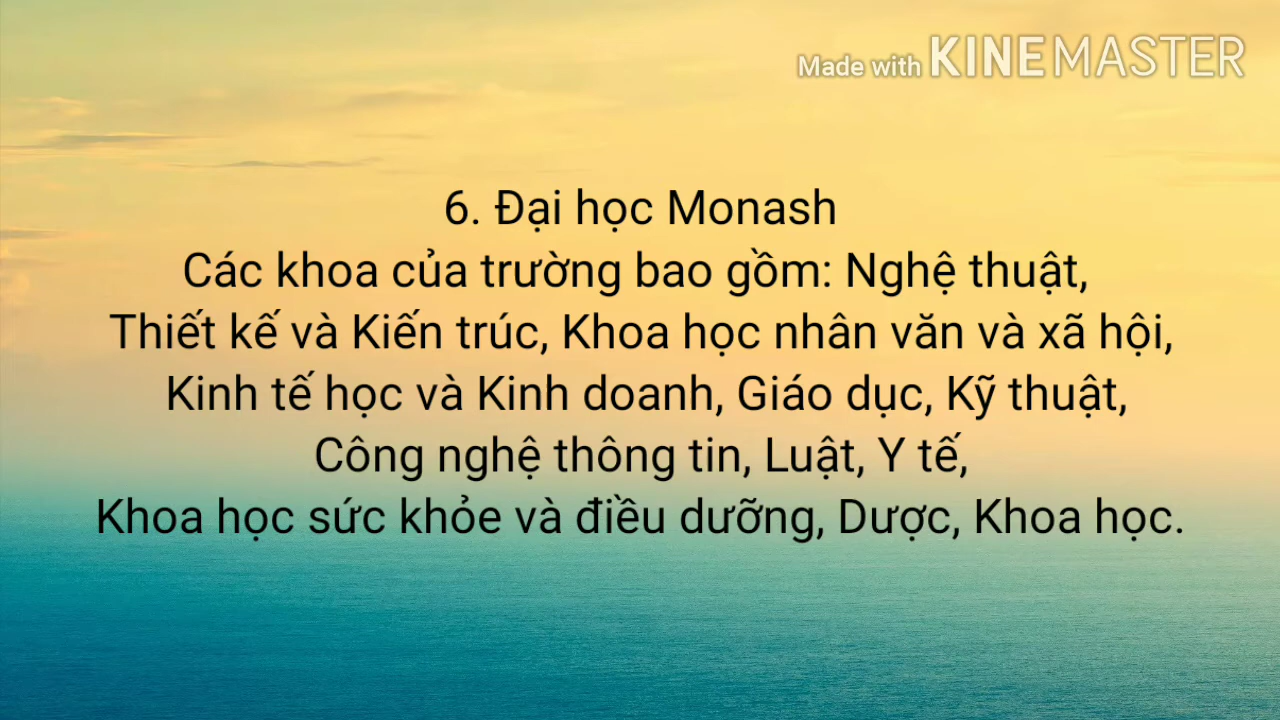 Made with KINEMASTER
6. Đại học Monash
Các khoa của trường bao gồm: Nghệ thuật,
Thiết kế và Kiến trúc, Khoa học nhân văn và xã hội,
Kinh tế học và Kinh doanh, Giáo dục, Kỹ thuật,
Công nghệ thông tin, Luật, Y tế,
Khoa học sức khỏe và điều dưỡng, Dược, Khoa học.